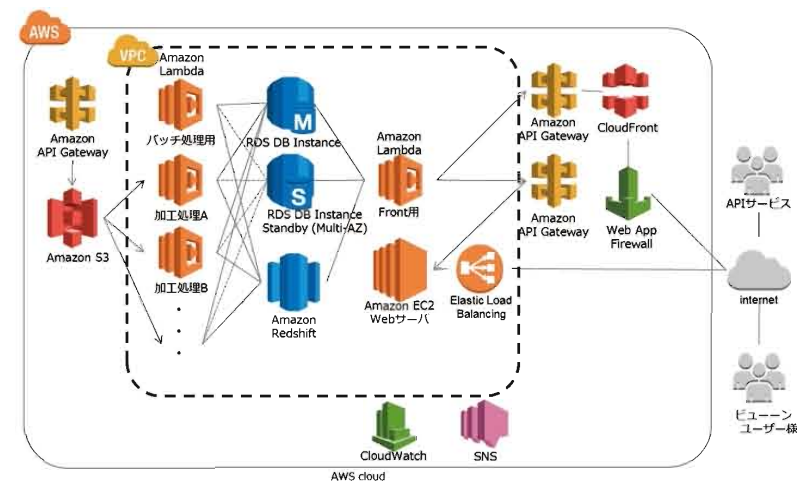 AWS
VPC
Amazon
Lambda
Amazon
API Gateway
バッチ処理用
M
RDS DB Instance
Amazon
API Gateway
CloudFront
Amazon
Lambda
Front用
加工処理A
S
RDS DB Instance
Standby (Multi-AZ)
Amazon
API Gateway
Web App
Firewall
APIサービス
Amazon S3
加工処理B
Amazon
Redshift
Amazon EC2
Webサーバ
Elastic Load
Balancing
internet
ビューーン
ユーザー様
CloudWatch
SNS
AWS cloud